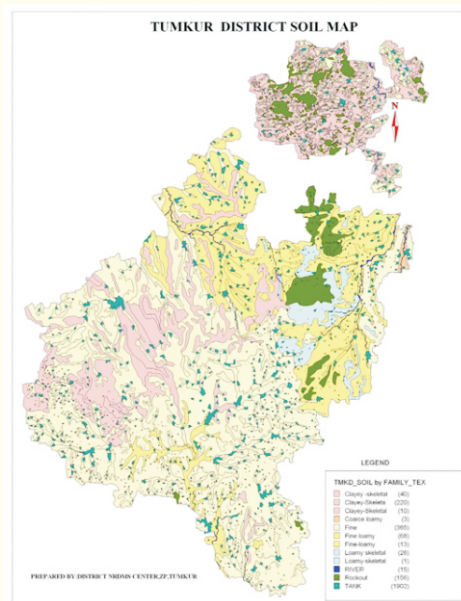 TUMKUR DISTRICT SOIL MAP
N
LEGEND
TMKD_SOIL by FAMILY_TEX
Clayey -skeletal (40)
Clayey-Skeleta (220)
Clayey-Skeletal (10)
Coarse-loamy (3)
Fine (365)
Fine loamy (68)
Fine-loamy (13)
Loamy skeletal (26)
Loamy-skeletal (1)
RIVER (15)
Rockout (106)
TANK (1902)
PREPARED BY:DISTRICT NRDMS CENTER,ZP,TUMKUR